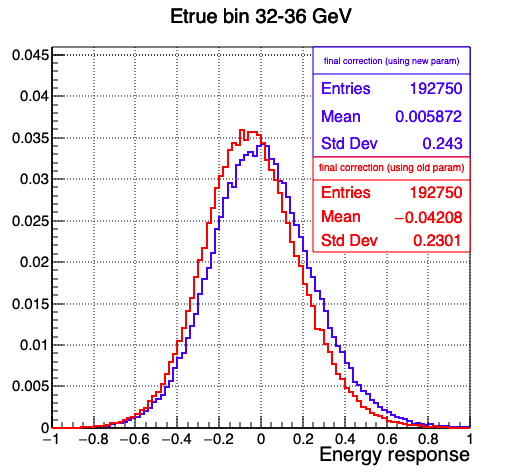 Etrue bin 32-36 GeV
final correction (using new param)
Entries 192750
Mean 0.005872
Std Dev 0.243
final correction (using old param)
Entries 192750
Mean −0.04208
Std Dev 0.2301
0.045
0.04
0.035
0.03
0.025
0.02
0.015
0.01
0.005
0
−1 −0.8 −0.6 −0.4 −0.2 0 0.2 0.4 0.6 0.8 1
Energy response